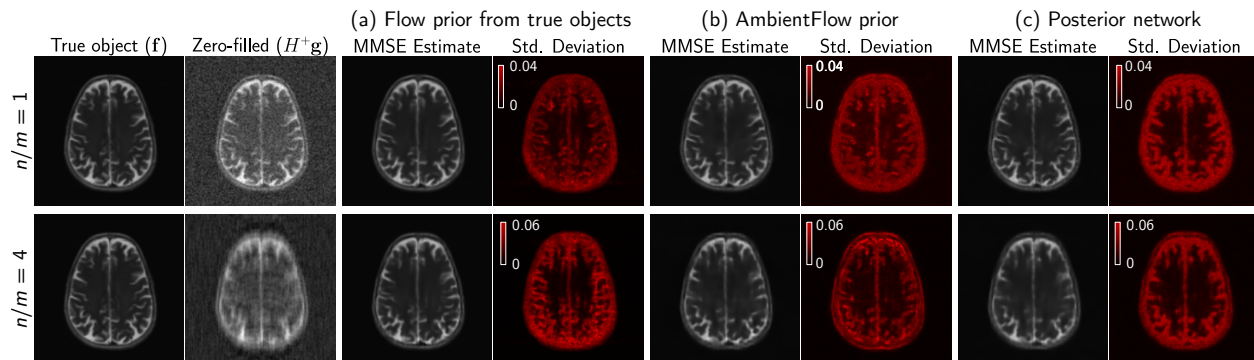 (a) Flow prior from true objects
(b) AmbientFlow prior
(c) Posterior network
True object (f)
Zero-filled (H⁺g)
MMSE Estimate
Std. Deviation
MMSE Estimate
Std. Deviation
MMSE Estimate
Std. Deviation
n/m = 1
0.04
0
0.04
0
0.04
0
n/m = 4
0.06
0
0.06
0
0.06
0